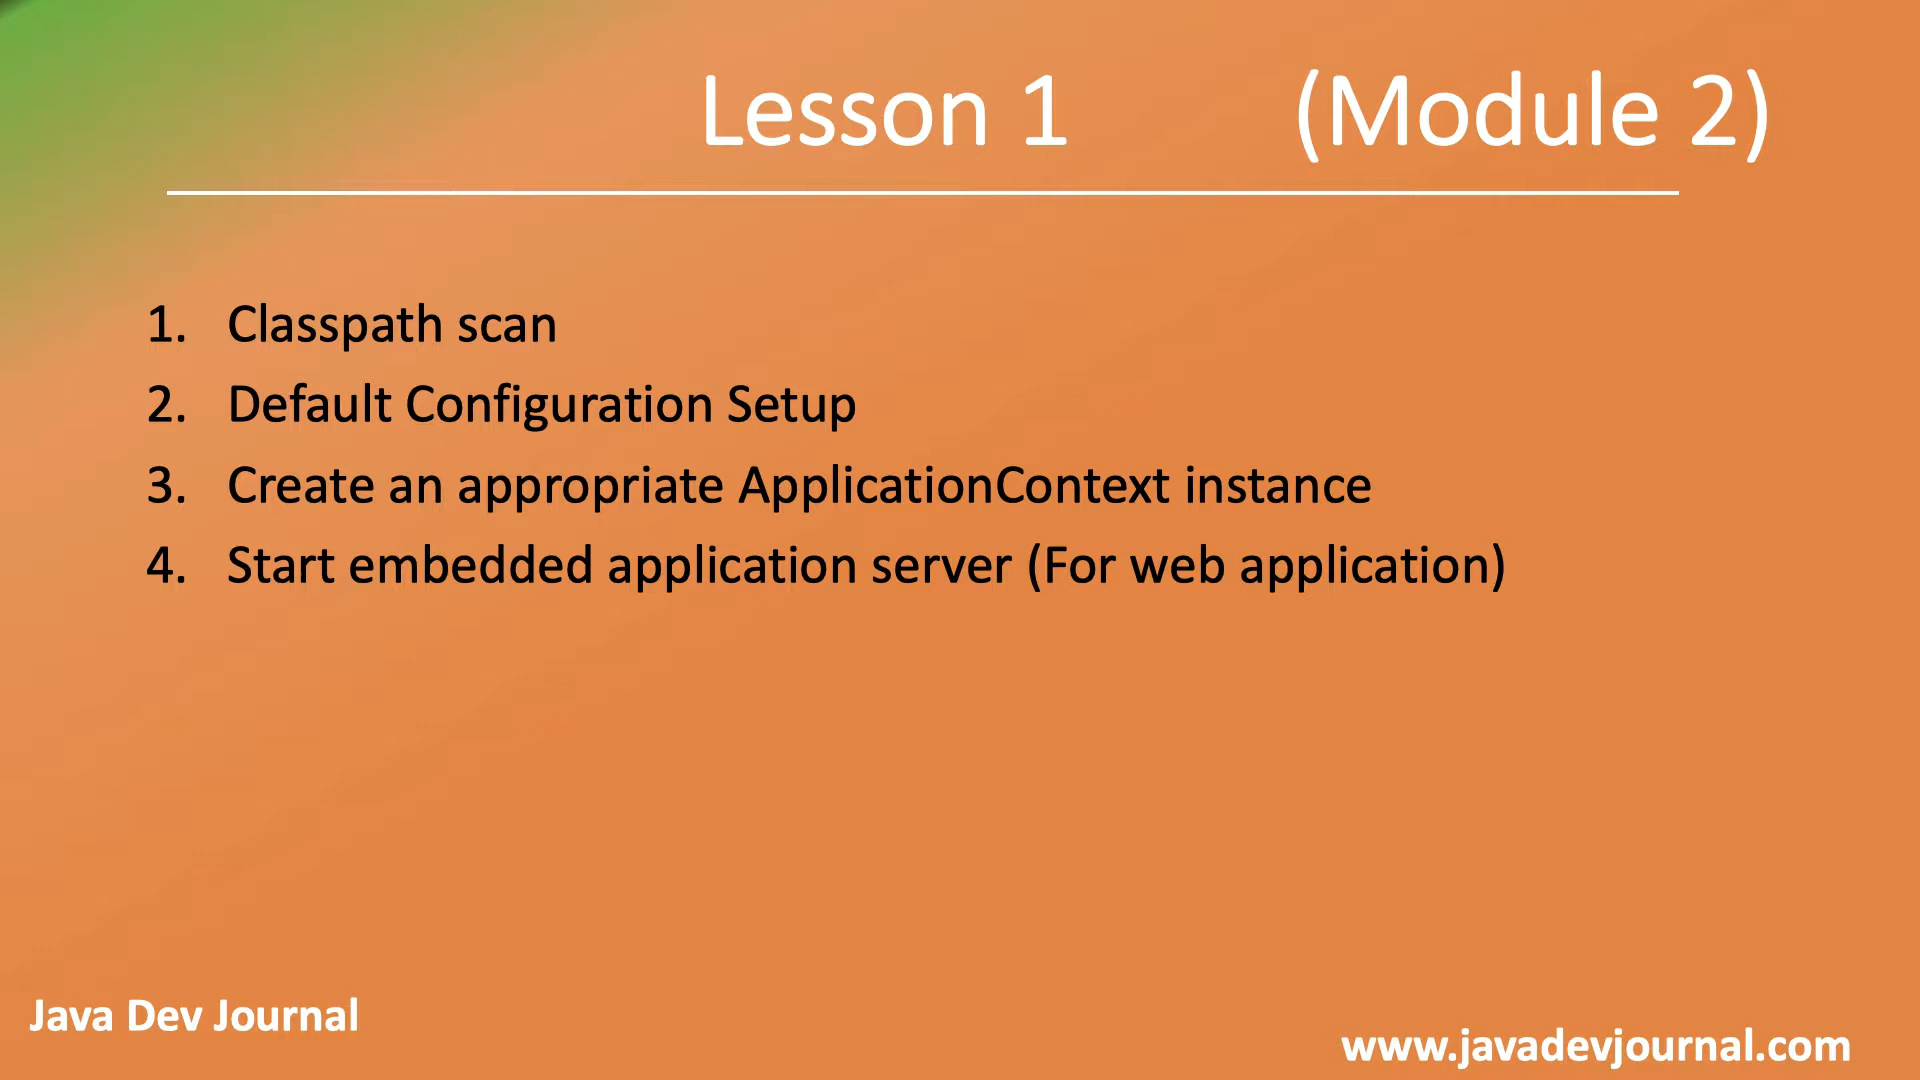 Lesson 1 (Module 2)
1. Classpath scan
2. Default Configuration Setup
3. Create an appropriate ApplicationContext instance
4. Start embedded application server (For web application)
Java Dev Journal
www.javadevjournal.com